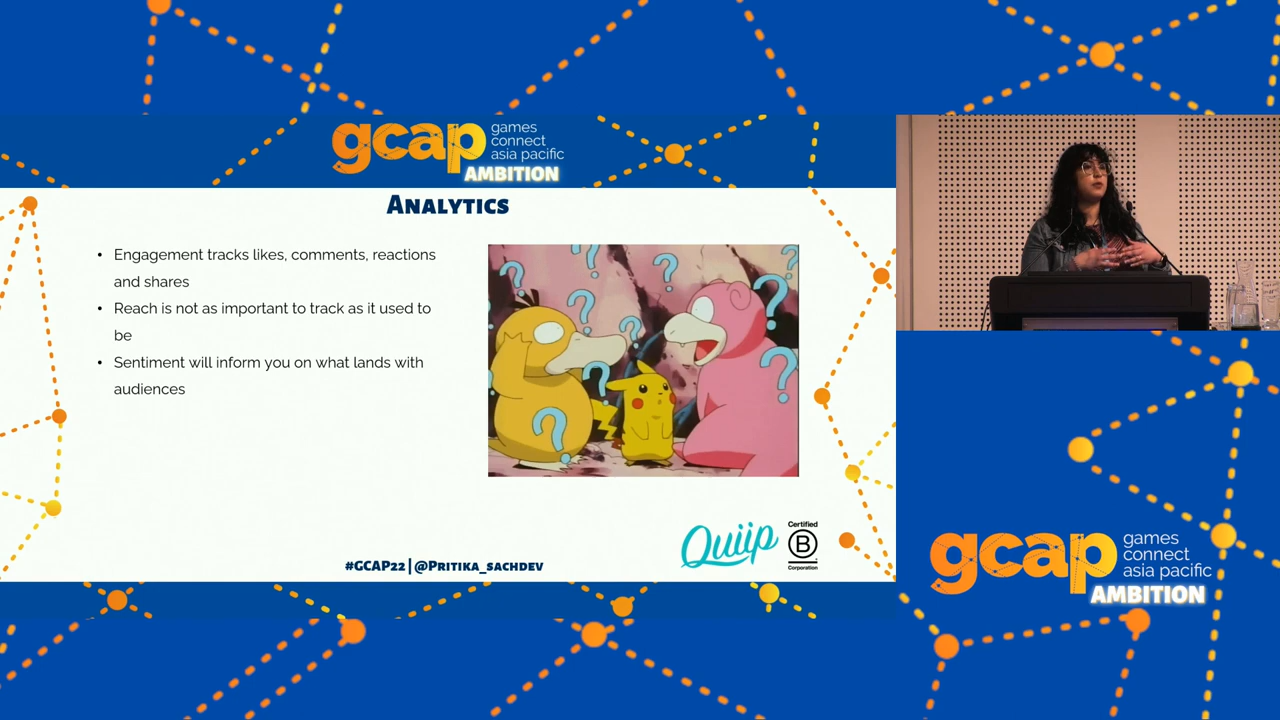 gcap games
connect
asia pacific
AMBITION
ANALYTICS
• Engagement tracks likes, comments, reactions
and shares
• Reach is not as important to track as it used to
be
• Sentiment will inform you on what lands with
audiences
? ? ? ? ? ? ? ? ?
Quiip
Certified
B
Corporation
#GCAP22 | @PRITIKA_SACHDEV
gcap games
connect
asia pacific
AMBITION